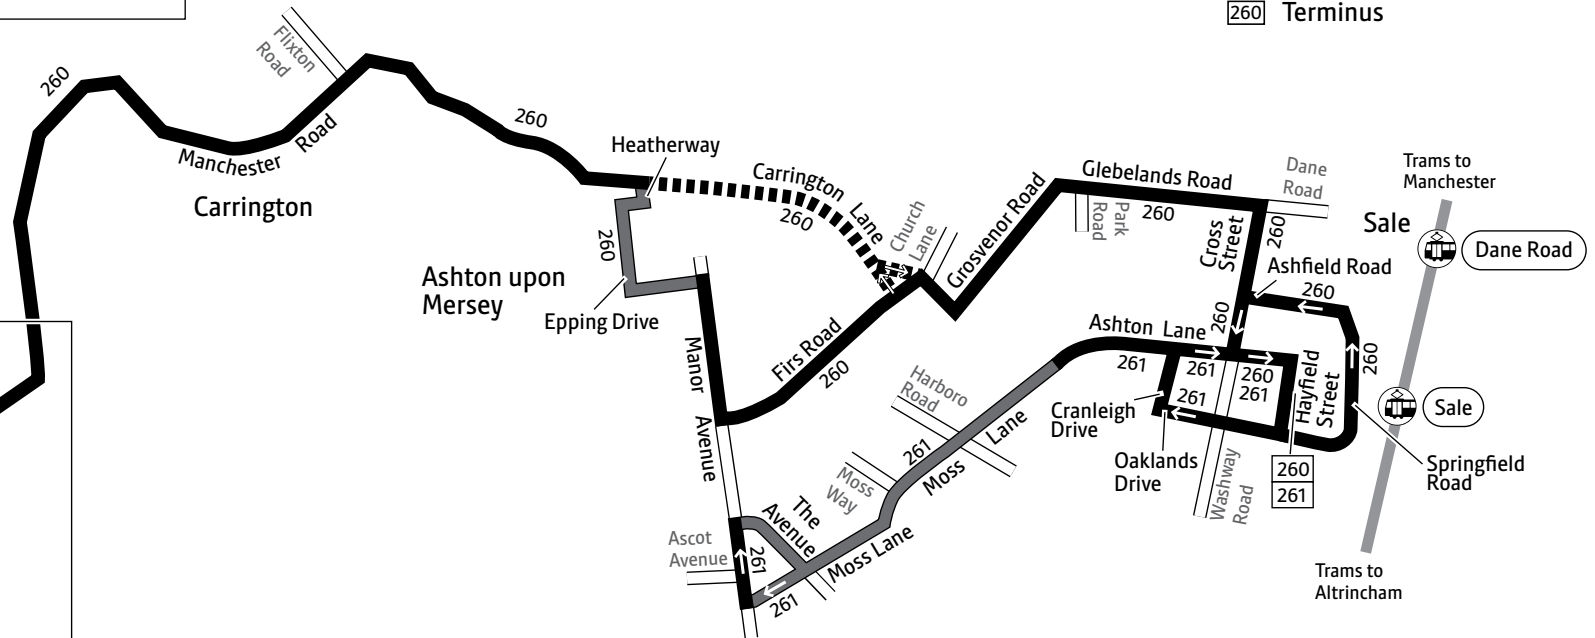 260 Terminus
Flixton
Road
260
Manchester
Road
Carrington
260
Heatherway
Carrington
Lane
260
Church
Lane
Grosvenor Road
Glebelands Road
260
Park
Road
Dane
Road
Cross
Street
260
Trams to
Manchester
Sale
Dane Road
Ashfield Road
260
260
Ashton upon
Mersey
260
Epping Drive
Manor
Avenue
Firs Road
260
Ashton Lane
261
261
260
261
261
Hayfield
Street
260
Sale
Cranleigh
Drive
Oaklands
Drive
Washway
Road
260
261
Springfield
Road
Harboro
Road
261
Moss
Lane
Moss
Way
The
Avenue
Moss Lane
Ascot
Avenue
261
261
Trams to
Altrincham